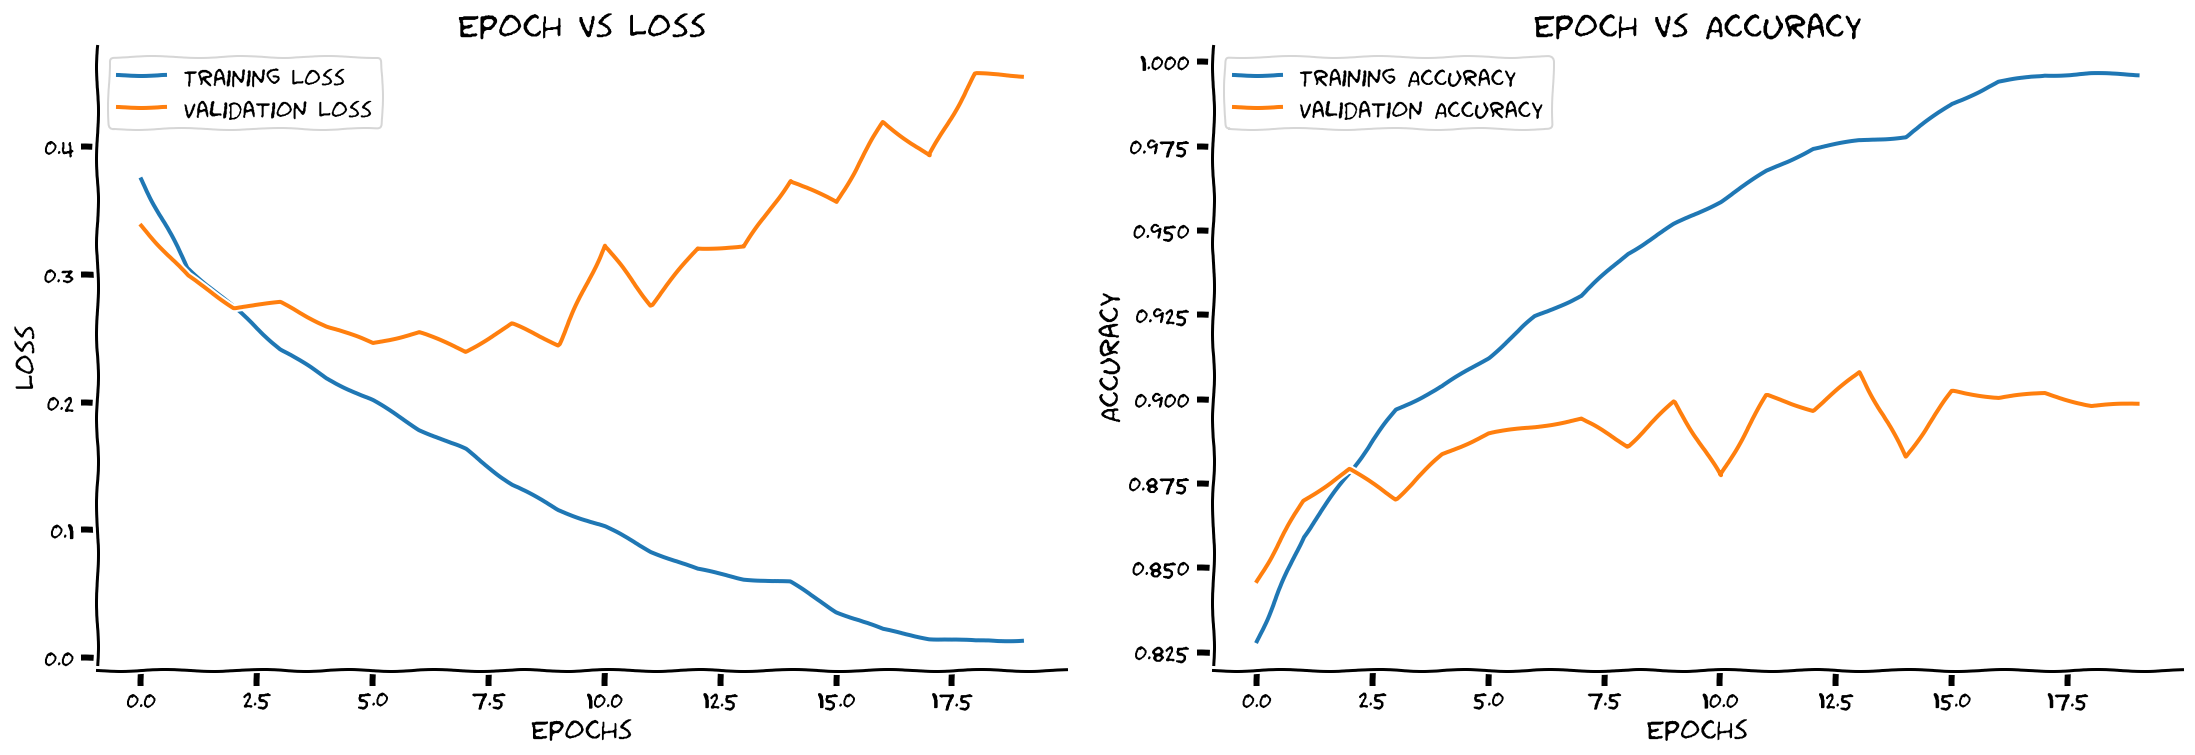 EPOCH VS LOSS
TRAINING LOSS
VALIDATION LOSS
LOSS
0.4
0.3
0.2
0.1
0.0
0.0 2.5 5.0 7.5 10.0 12.5 15.0 17.5
EPOCHS
EPOCH VS ACCURACY
TRAINING ACCURACY
VALIDATION ACCURACY
ACCURACY
1.000
0.975
0.950
0.925
0.900
0.875
0.850
0.825
0.0 2.5 5.0 7.5 10.0 12.5 15.0 17.5
EPOCHS